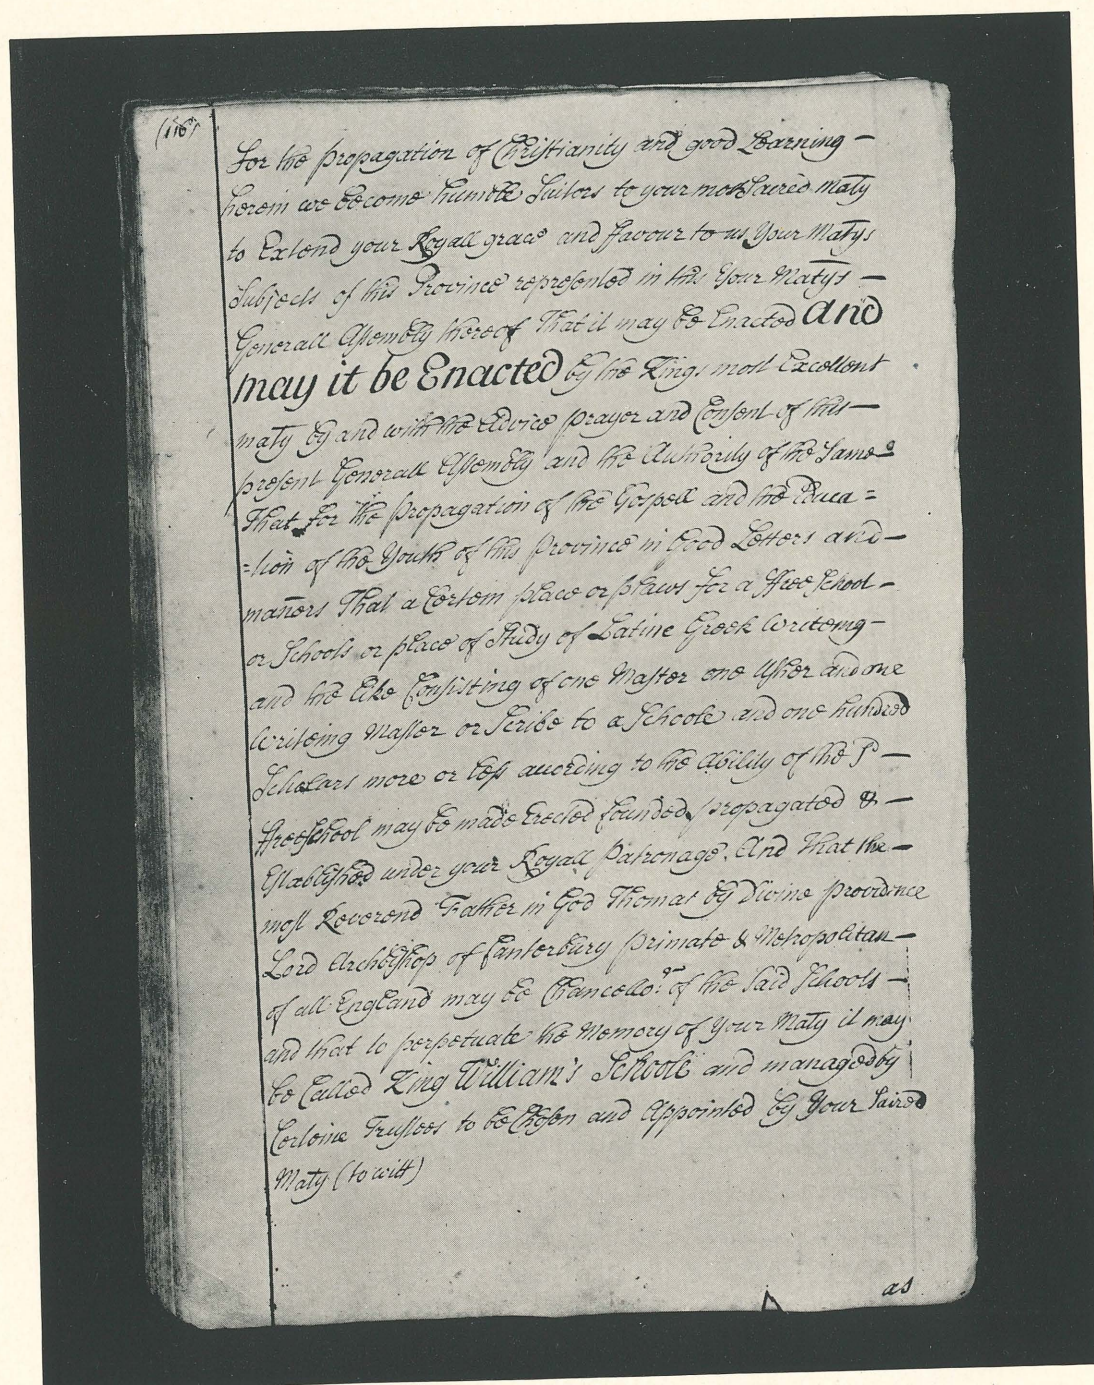 (116)
For the Propagation of Christianity and good Learning —
herein we become humble Suitors to your most Sacred Maty
to Extend your Royall grace and ffavour to us Your Matys
Subjects of this Province represented in this Your Matys —
Generall Assembly thereof That it may be Enacted And
may it be Enacted by the Kings most Excellent
maty by and with the Advice prayer and Consent of this —
present Generall Assembly and the Authority of the Same —
That for the Propagation of the Gospell and the Educa=
=tion of the Youth of this Province in Good Letters and —
mañers That a Certein place or places for a ffree School —
or Schools or place of Study of Latine Greek Writeing —
and the like Consisting of one Master one Usher and one
Writeing Master or Scribe to a Schoole and one hundred
Schollars more or less according to the Ability of the P —
ffreeschool may be made Erected founded propagated & —
Established under your Royall Patronage. And That the —
most Reverend Father in God Thomas by Divine providence
Lord Archbishop of Canterbury primate & Metropolitan —
of all England may be Chancellor of the Said Schools —
and that to perpetuate the Memory of Your Maty it may
be Called King William's Schoole and managed by
Certeine Trustees to be Chosen and Appointed by Your Sacred
Maty (to witt)
as